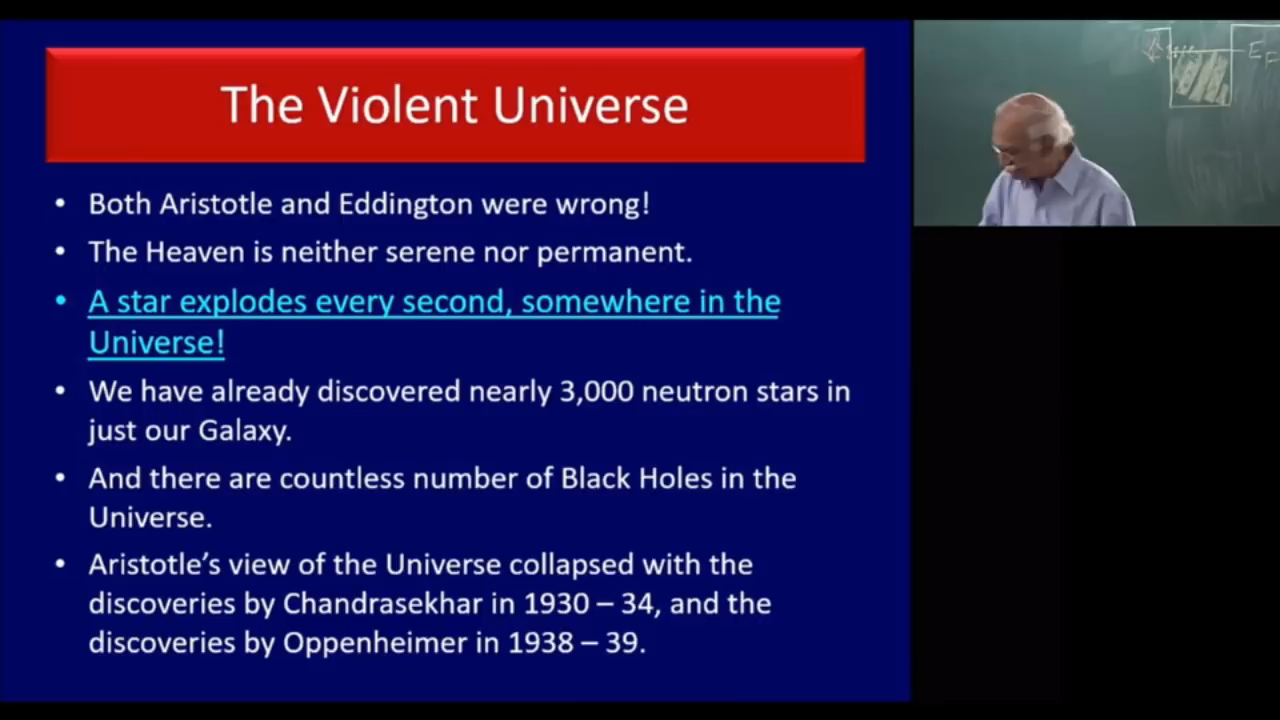 The Violent Universe
• Both Aristotle and Eddington were wrong!
• The Heaven is neither serene nor permanent.
• A star explodes every second, somewhere in the
Universe!
• We have already discovered nearly 3,000 neutron stars in
just our Galaxy.
• And there are countless number of Black Holes in the
Universe.
• Aristotle’s view of the Universe collapsed with the
discoveries by Chandrasekhar in 1930 – 34, and the
discoveries by Oppenheimer in 1938 – 39.
E_F